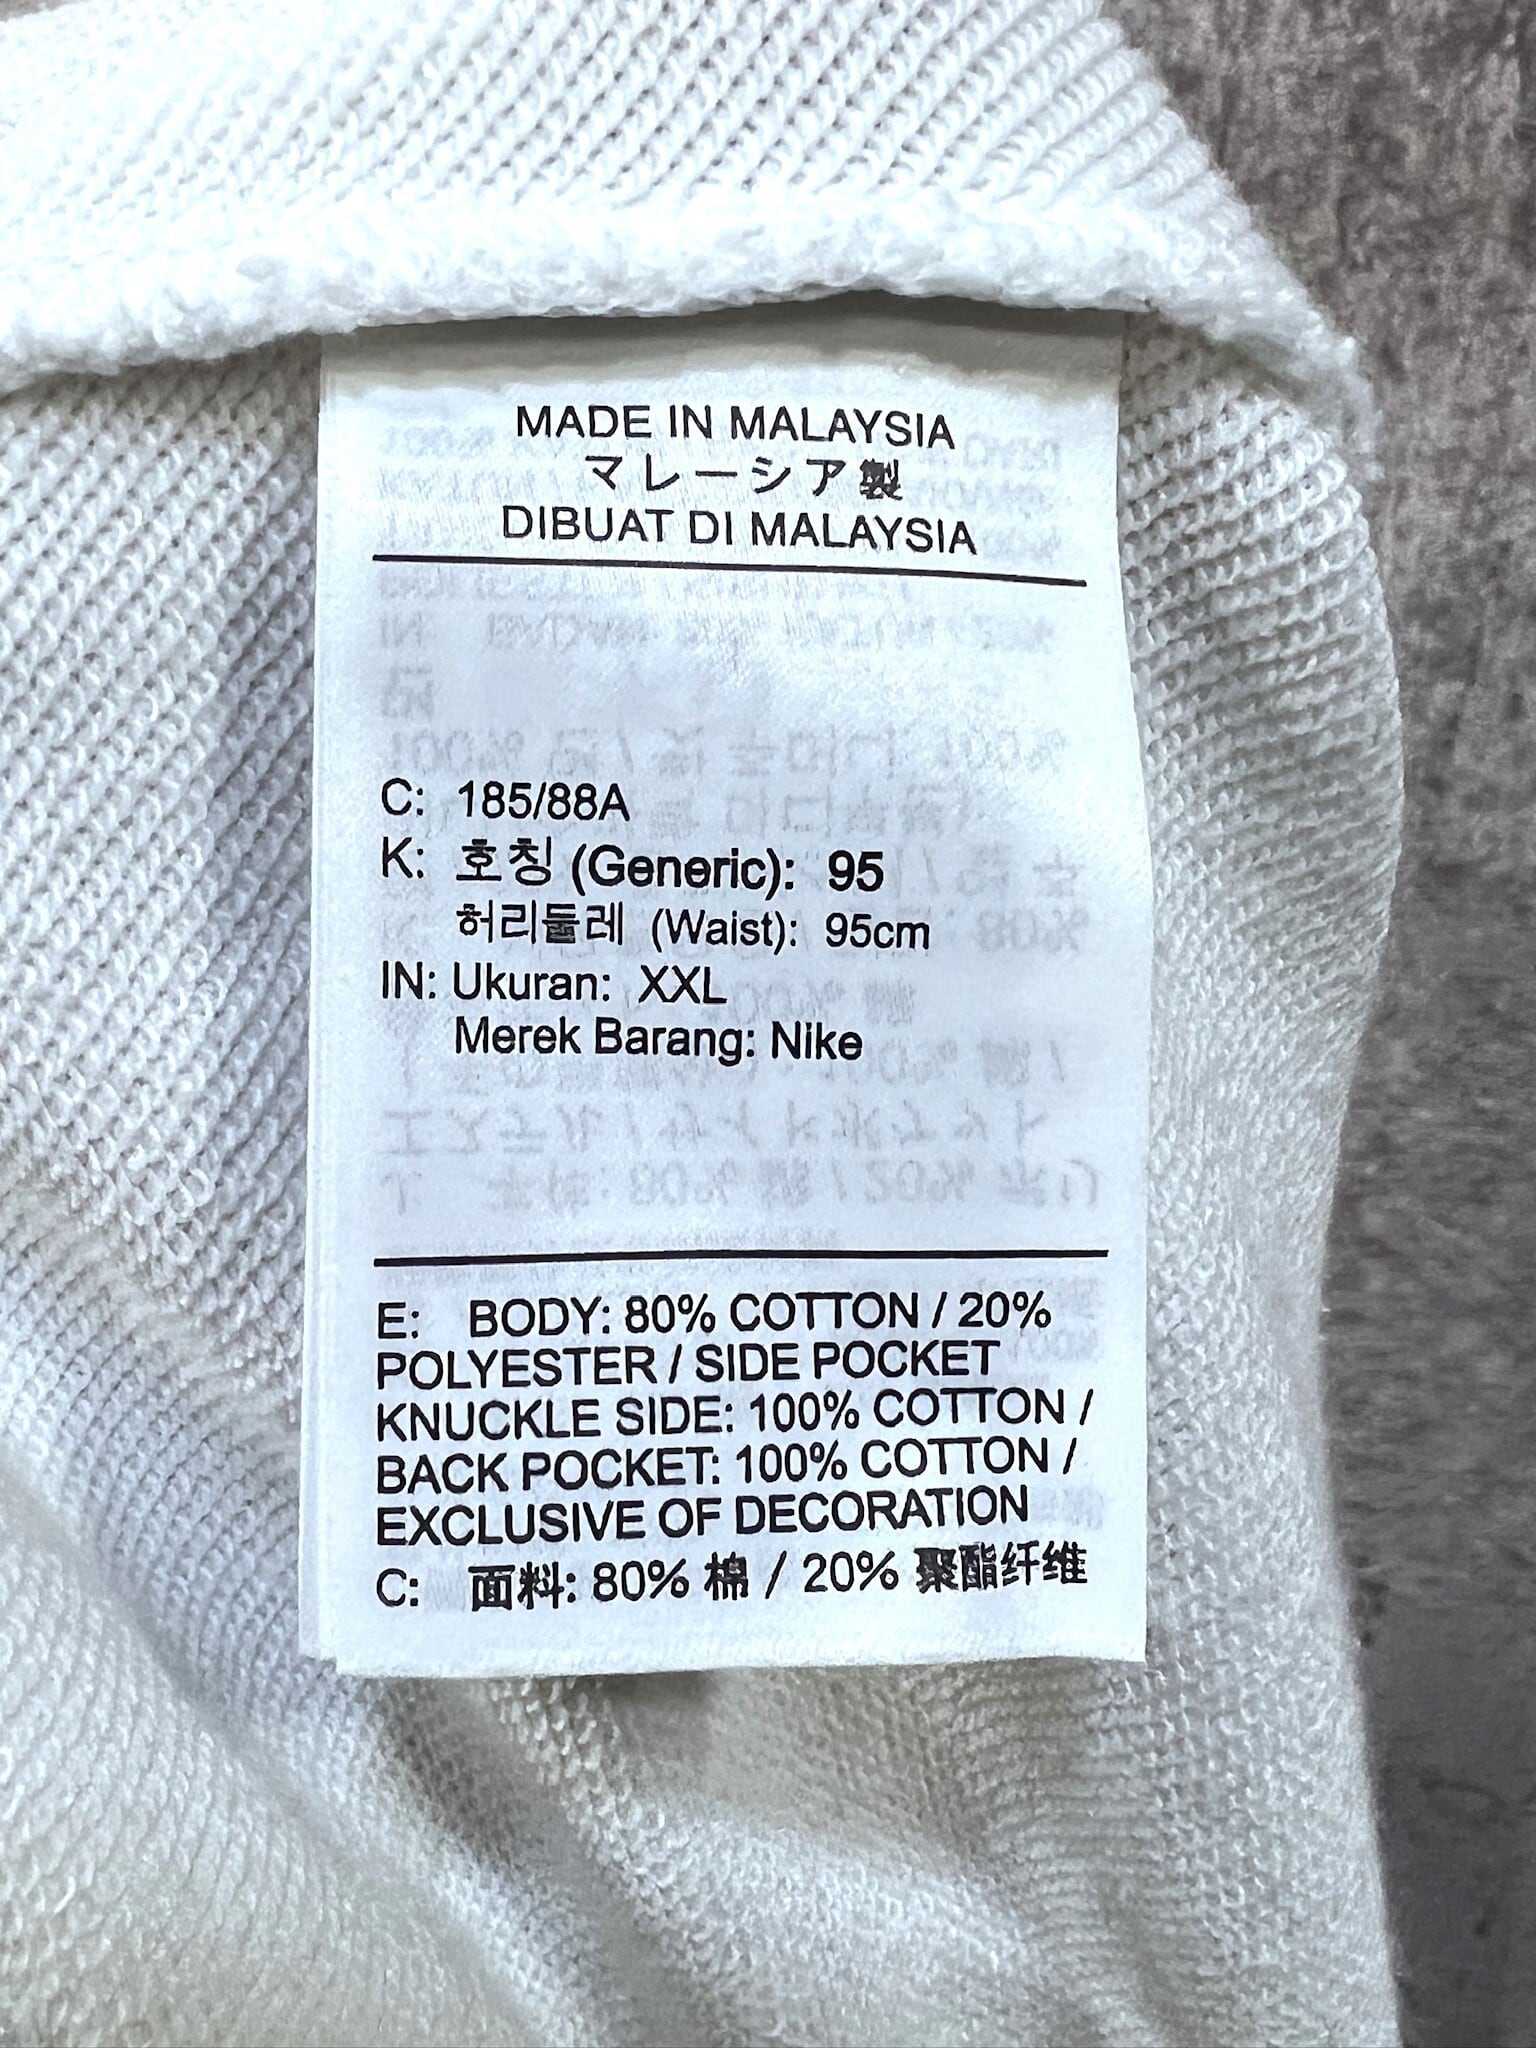 MADE IN MALAYSIA
マレーシア製
DIBUAT DI MALAYSIA
C: 185/88A
K: 호칭 (Generic): 95
허리둘레 (Waist): 95cm
IN: Ukuran: XXL
Merek Barang: Nike
E: BODY: 80% COTTON / 20%
POLYESTER / SIDE POCKET
KNUCKLE SIDE: 100% COTTON /
BACK POCKET: 100% COTTON /
EXCLUSIVE OF DECORATION
C: 面料: 80% 棉 / 20% 聚酯纤维